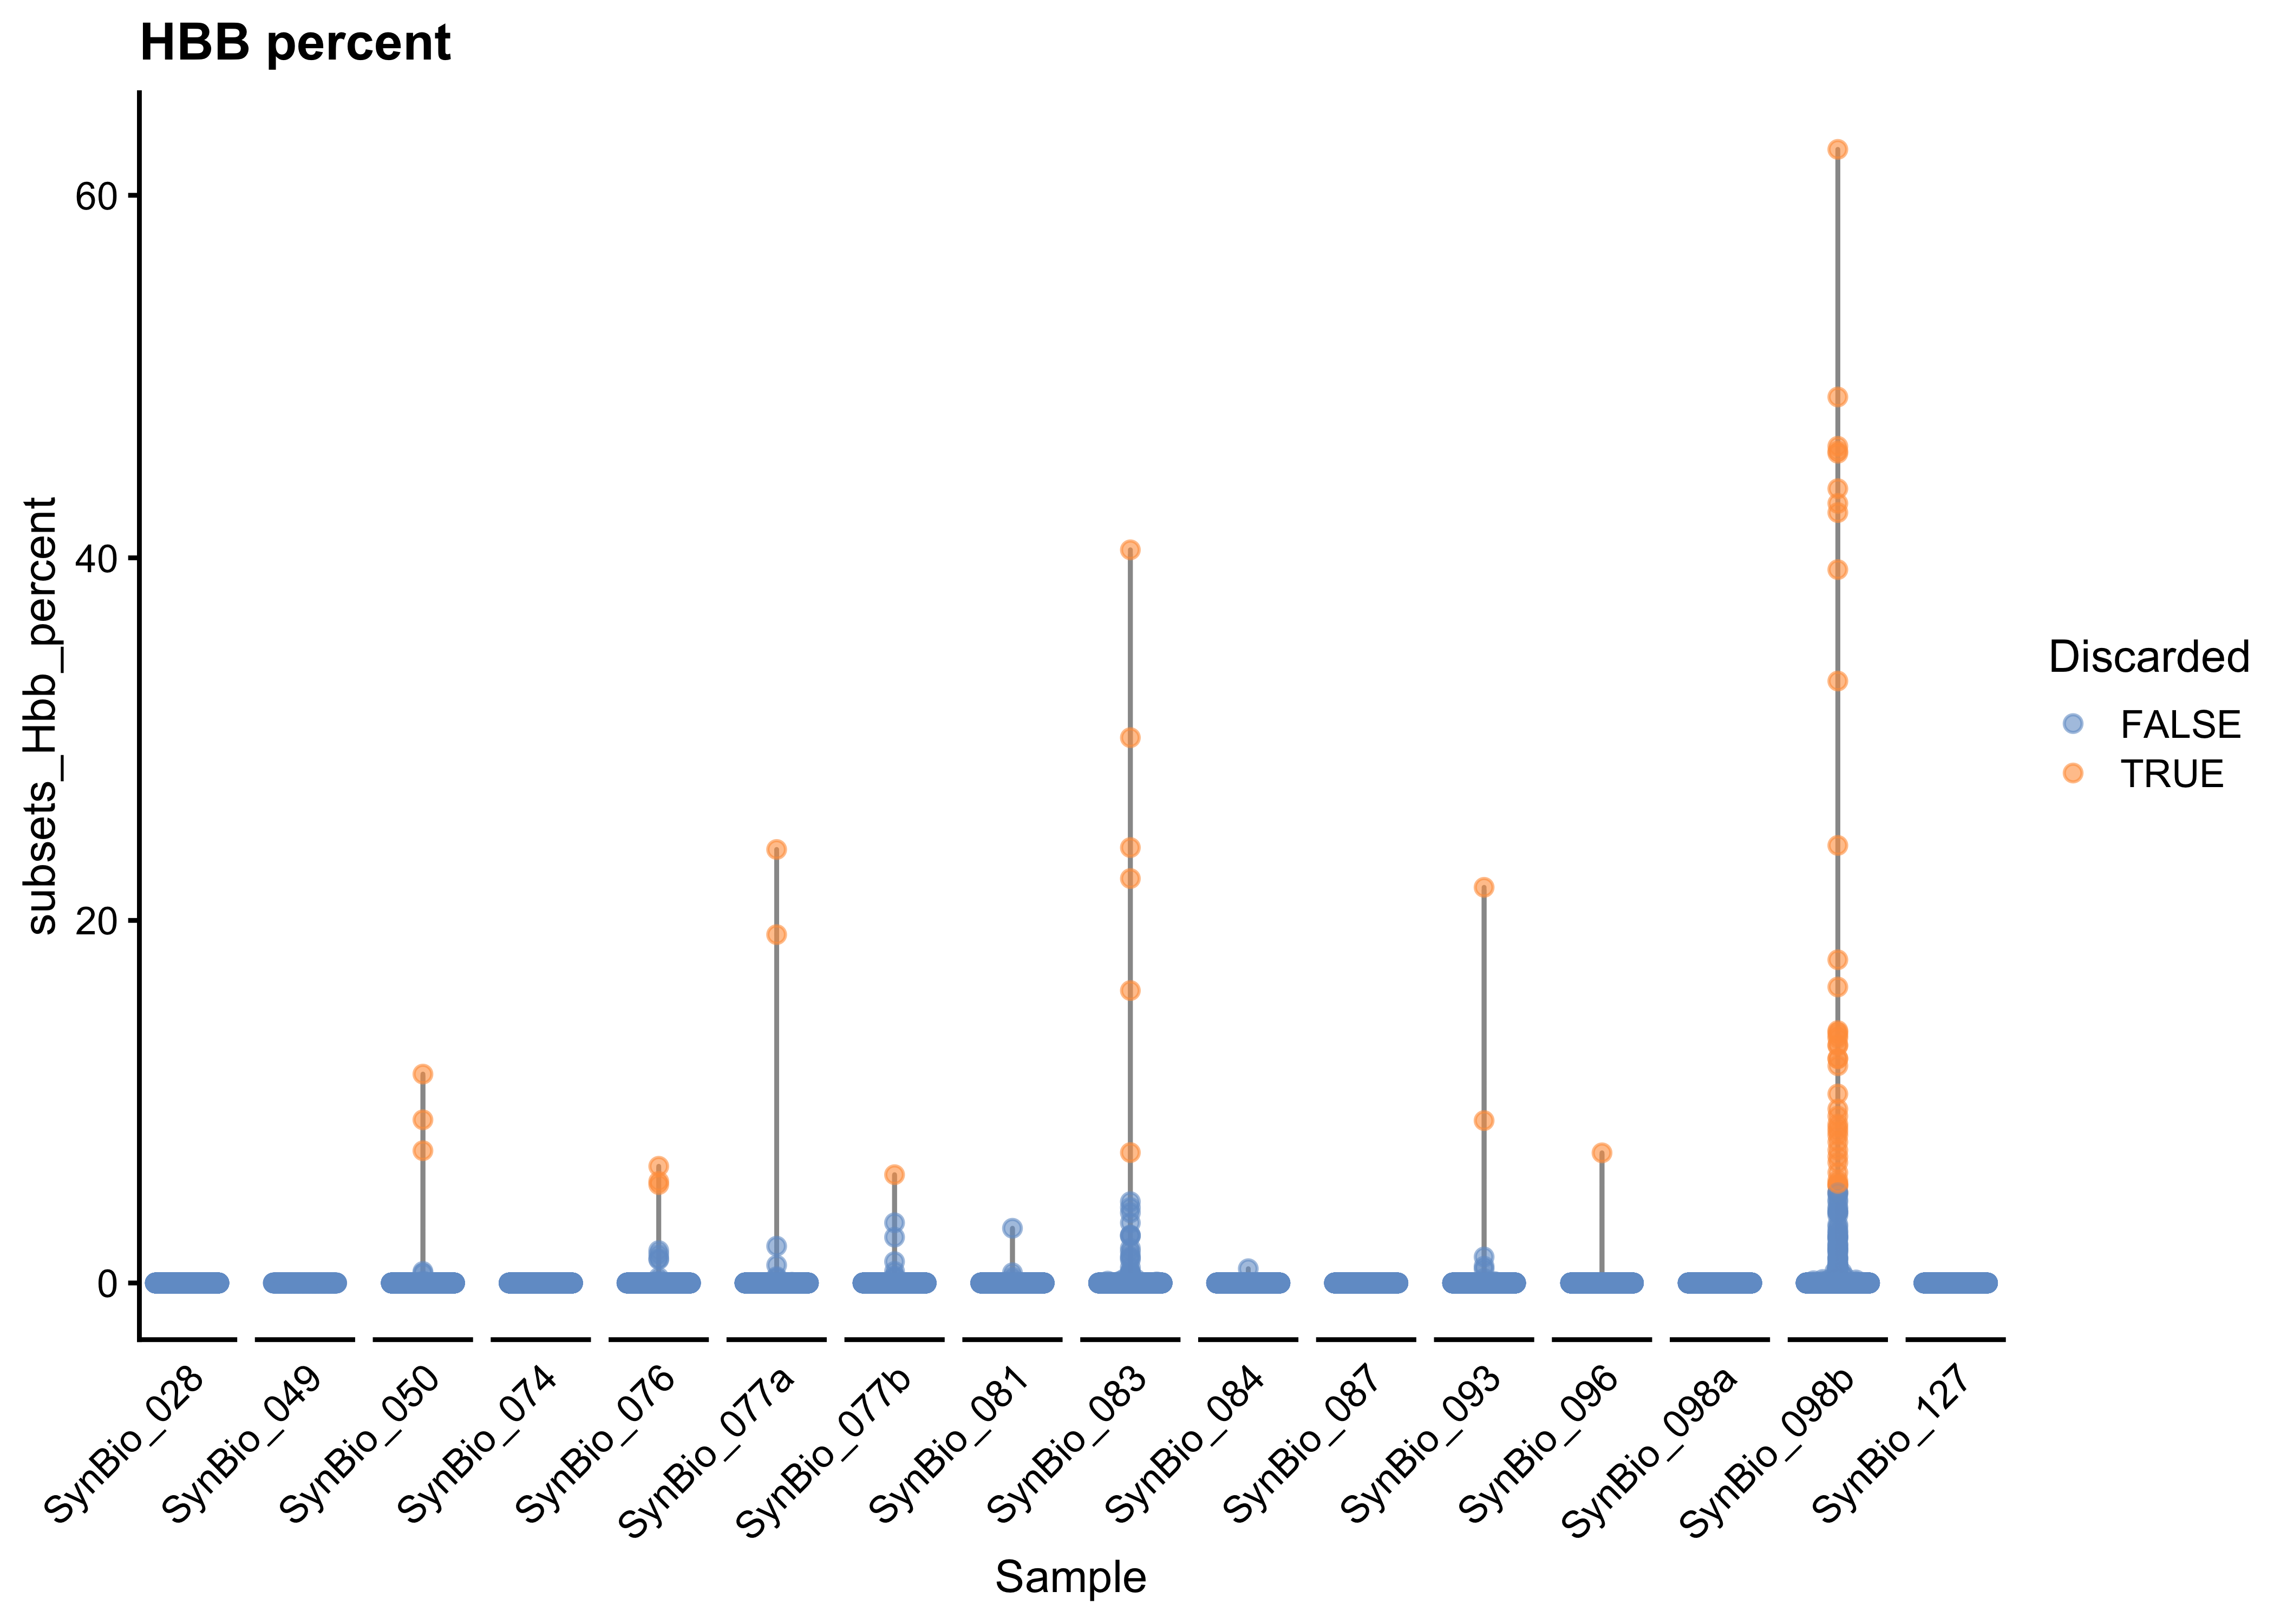 HBB percent
subsets_Hbb_percent
60
40
20
0
SynBio_028
SynBio_049
SynBio_050
SynBio_074
SynBio_076
SynBio_077a
SynBio_077b
SynBio_081
SynBio_083
SynBio_084
SynBio_087
SynBio_093
SynBio_096
SynBio_098a
SynBio_098b
SynBio_127
Sample
Discarded
FALSE
TRUE